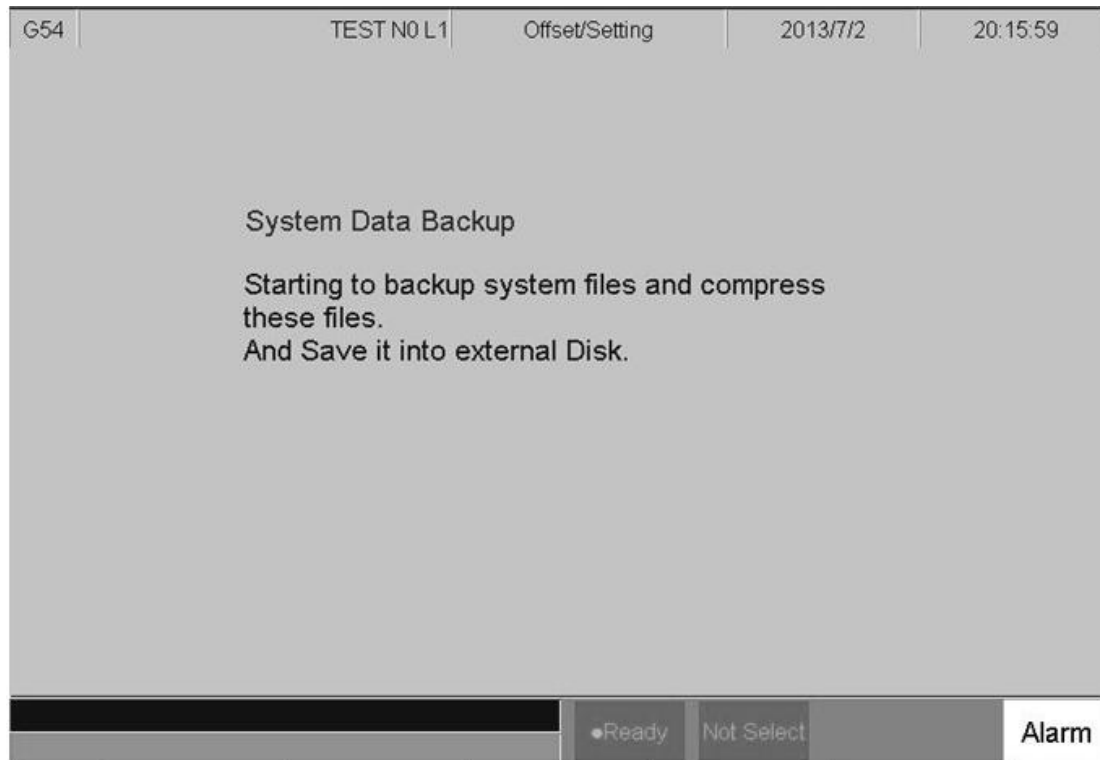 G54 TEST N0 L1 Offset/Setting 2013/7/2 20:15:59
System Data Backup
Starting to backup system files and compress
these files.
And Save it into external Disk.
●Ready Not Select Alarm